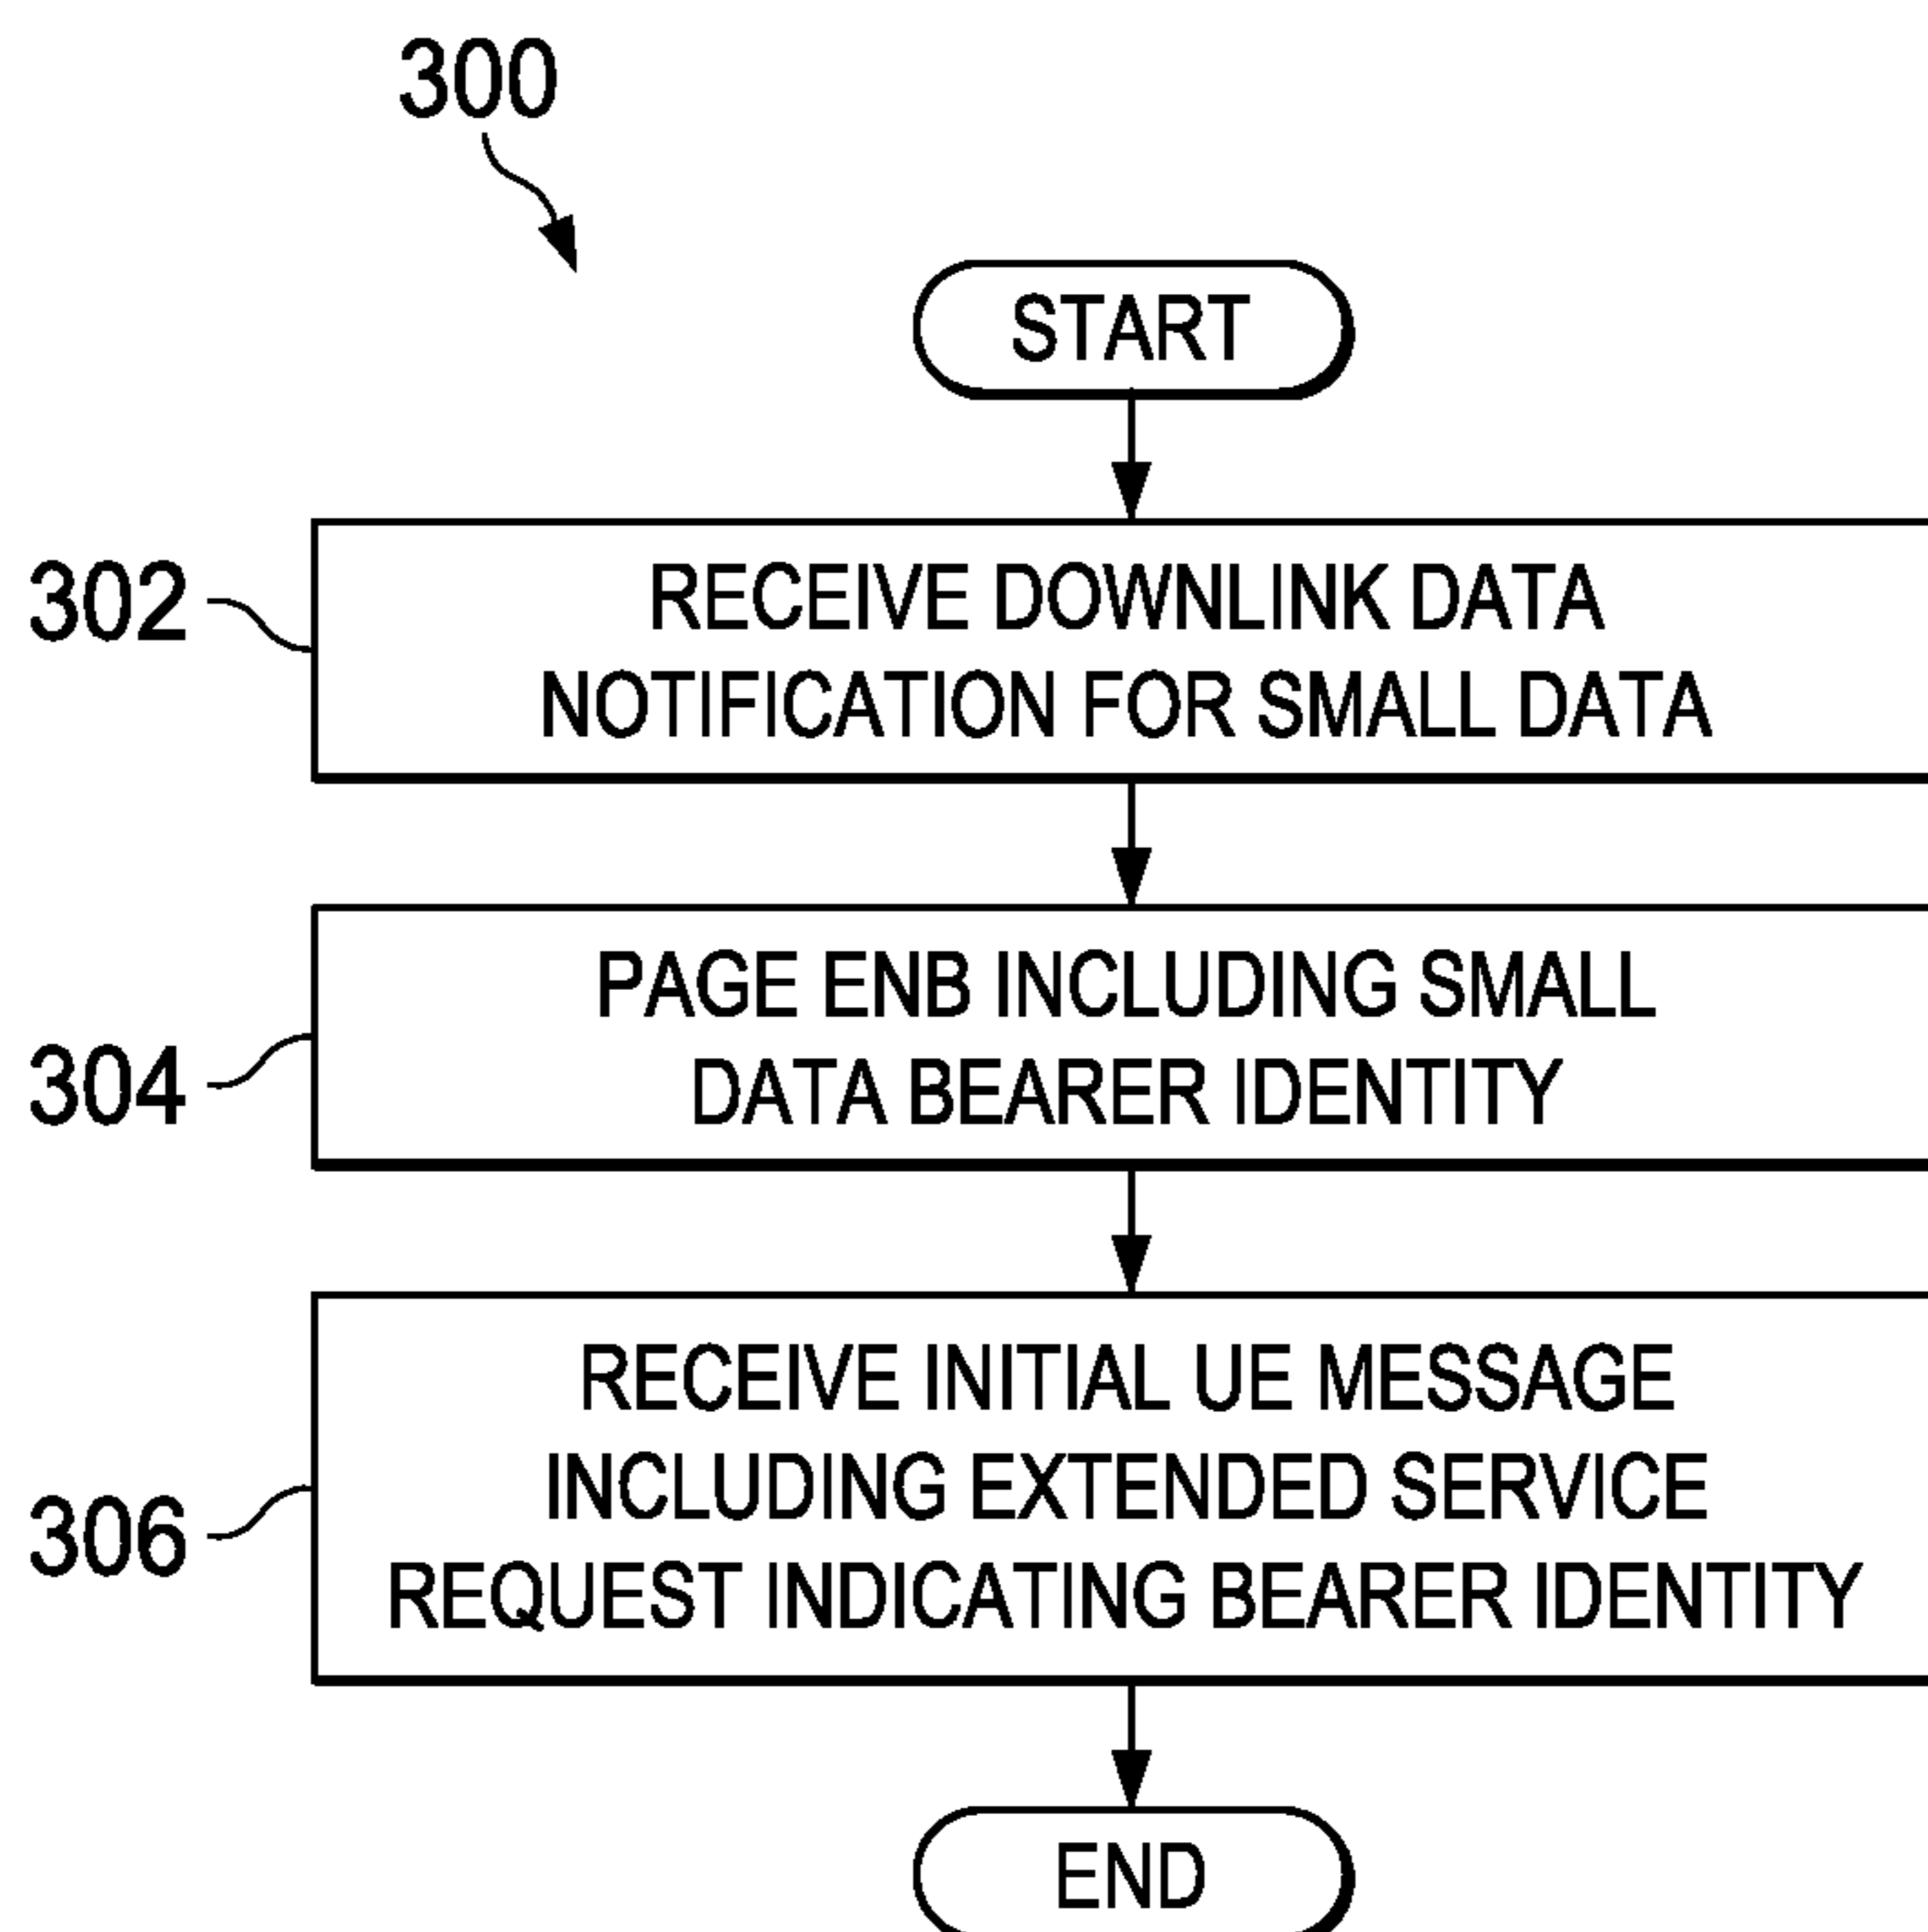 300
START
302
RECEIVE DOWNLINK DATA
NOTIFICATION FOR SMALL DATA
304
PAGE ENB INCLUDING SMALL
DATA BEARER IDENTITY
306
RECEIVE INITIAL UE MESSAGE
INCLUDING EXTENDED SERVICE
REQUEST INDICATING BEARER IDENTITY
END